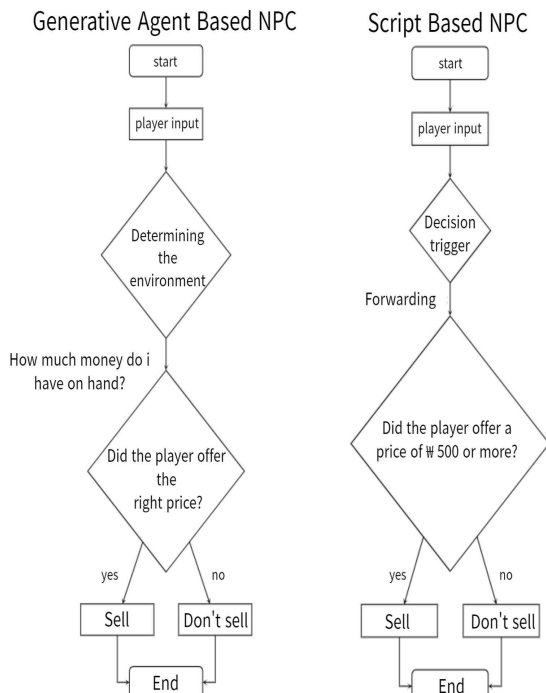 Generative Agent Based NPC
start
player input
Determining
the
environment
How much money do i
have on hand?
Did the player offer
the
right price?
yes
no
Sell
Don't sell
End
Script Based NPC
start
player input
Decision
trigger
Forwarding
Did the player offer a
price of ₩ 500 or more?
yes
no
Sell
Don't sell
End